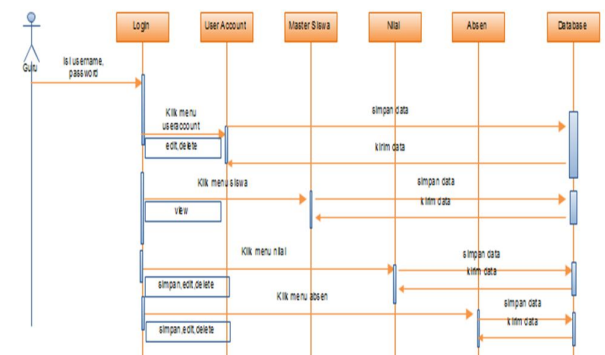 Login
User Account
Master Siswa
Nilai
Absen
Database
Guru
Isi username,
password
Klik menu
useraccount
edit,delete
simpan data
kirim data
Klik menu siswa
view
simpan data
kirim data
Klik menu nilai
simpan,edit,delete
simpan data
kirim data
Klik menu absen
simpan,edit,delete
simpan data
kirim data